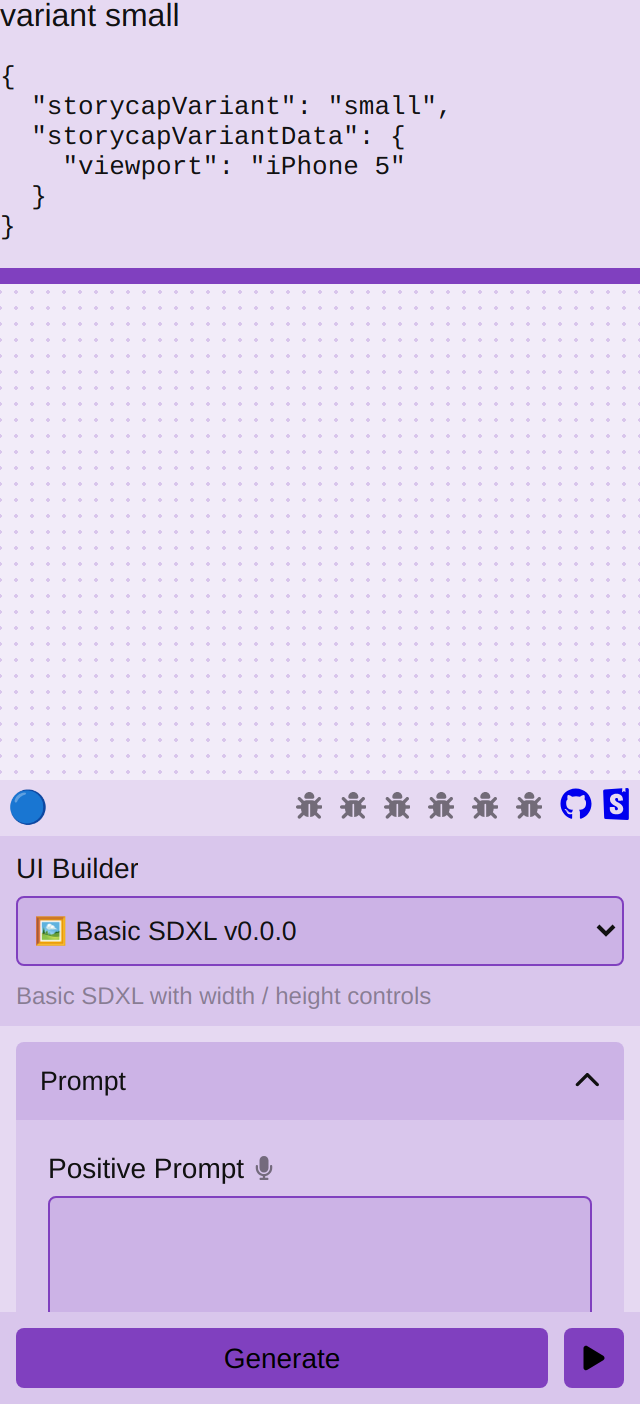 variant small
{
  "storycapVariant": "small",
  "storycapVariantData": {
    "viewport": "iPhone 5"
  }
}
UI Builder
🖼️ Basic SDXL v0.0.0
Basic SDXL with width / height controls
Prompt
Positive Prompt
Generate